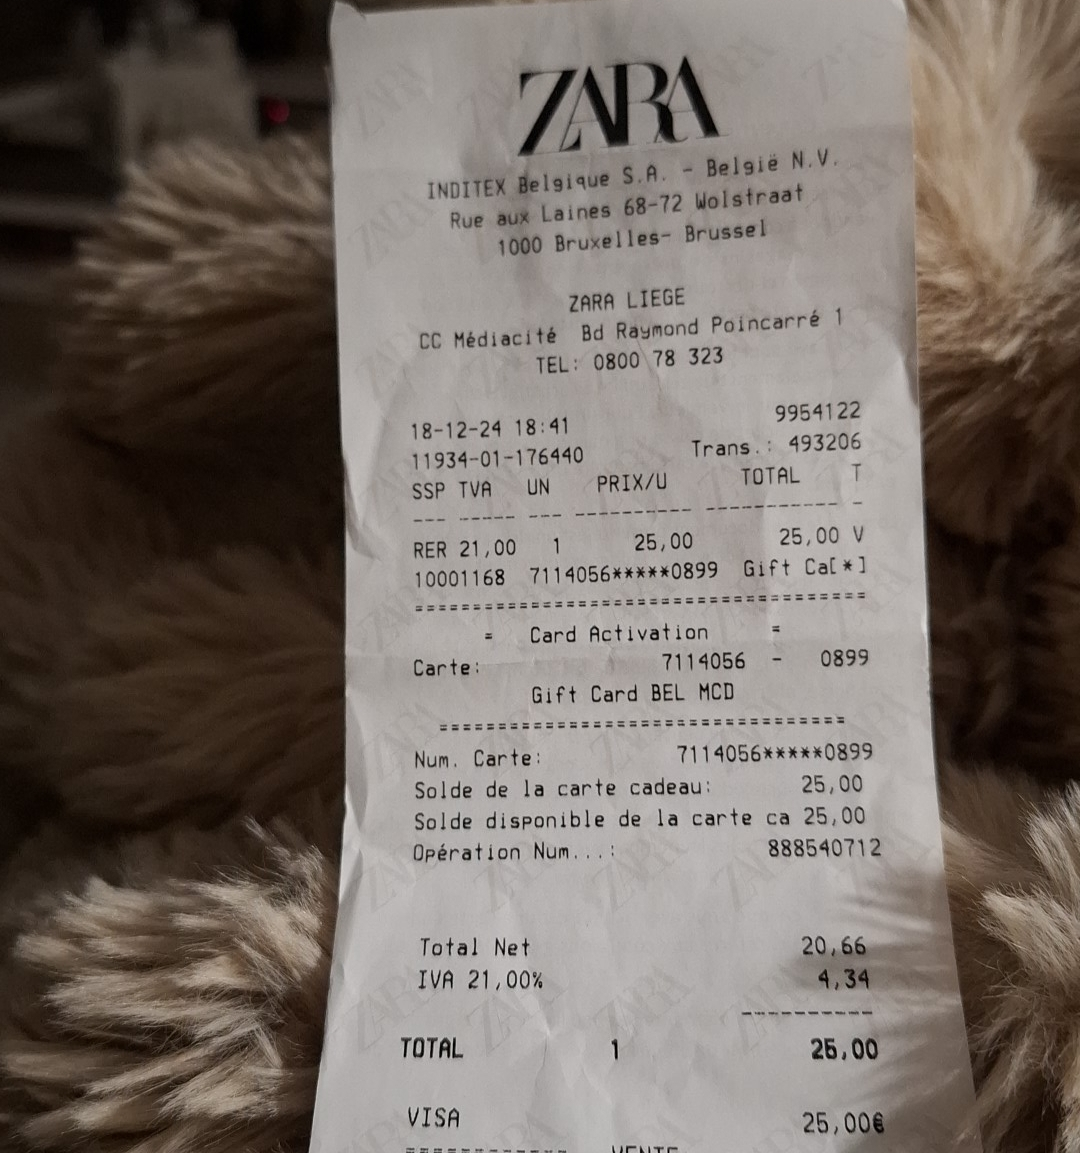 ZARA
INDITEX Belgique S.A. - België N.V.
Rue aux Laines 68-72 Wolstraat
1000 Bruxelles- Brussel
ZARA LIEGE
CC Médiacité Bd Raymond Poincarré 1
TEL: 0800 78 323
18-12-24 18:41 9954122
11934-01-176440 Trans.: 493206
SSP TVA UN PRIX/U TOTAL T
--- ----- --- ---------- ----------- -
RER 21,00 1 25,00 25,00 V
10001168 7114056*****0899 Gift Ca[*]
======================================
= Card Activation =
Carte: 7114056 - 0899
Gift Card BEL MCD
==================================
Num. Carte: 7114056*****0899
Solde de la carte cadeau: 25,00
Solde disponible de la carte ca 25,00
Opération Num...: 888540712
Total Net 20,66
IVA 21,00% 4,34
----------
TOTAL 1 25,00
VISA 25,00€
============== VENTE